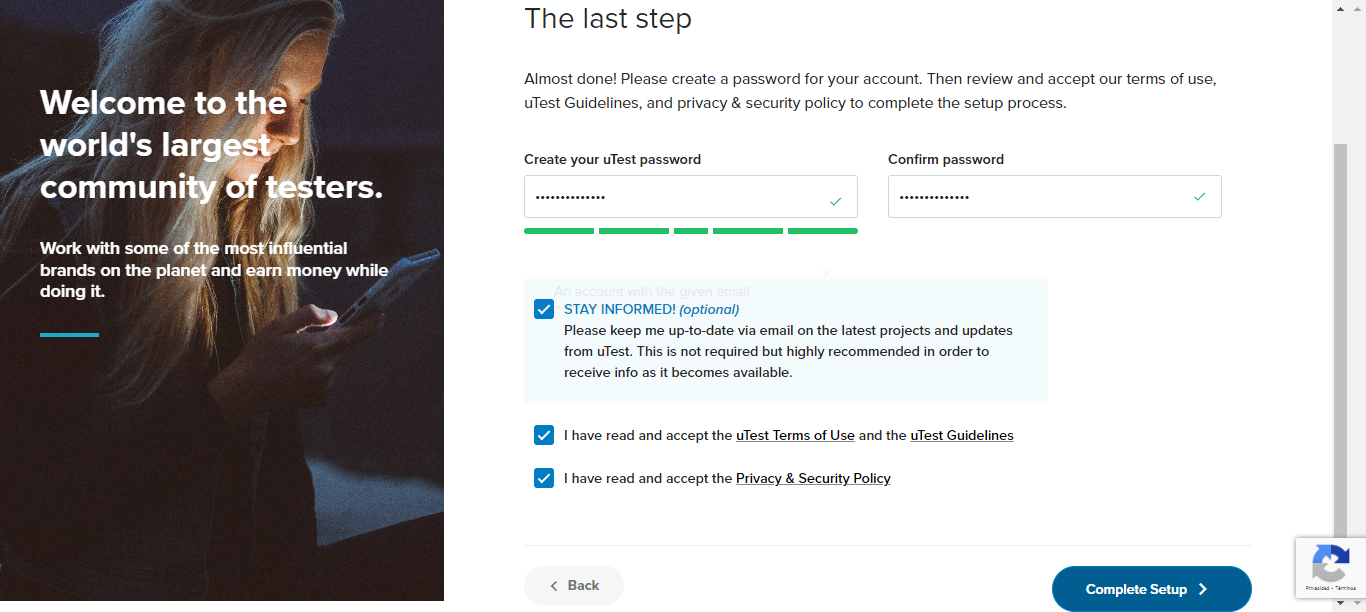 Welcome to the
world's largest
community of testers.
Work with some of the most influential
brands on the planet and earn money while
doing it.
The last step
Almost done! Please create a password for your account. Then review and accept our terms of use,
uTest Guidelines, and privacy & security policy to complete the setup process.
Create your uTest password
Confirm password
An account with the given email
STAY INFORMED! (optional)
Please keep me up-to-date via email on the latest projects and updates
from uTest. This is not required but highly recommended in order to
receive info as it becomes available.
I have read and accept the uTest Terms of Use and the uTest Guidelines
I have read and accept the Privacy & Security Policy
Back
Complete Setup
Privacidad - Términos